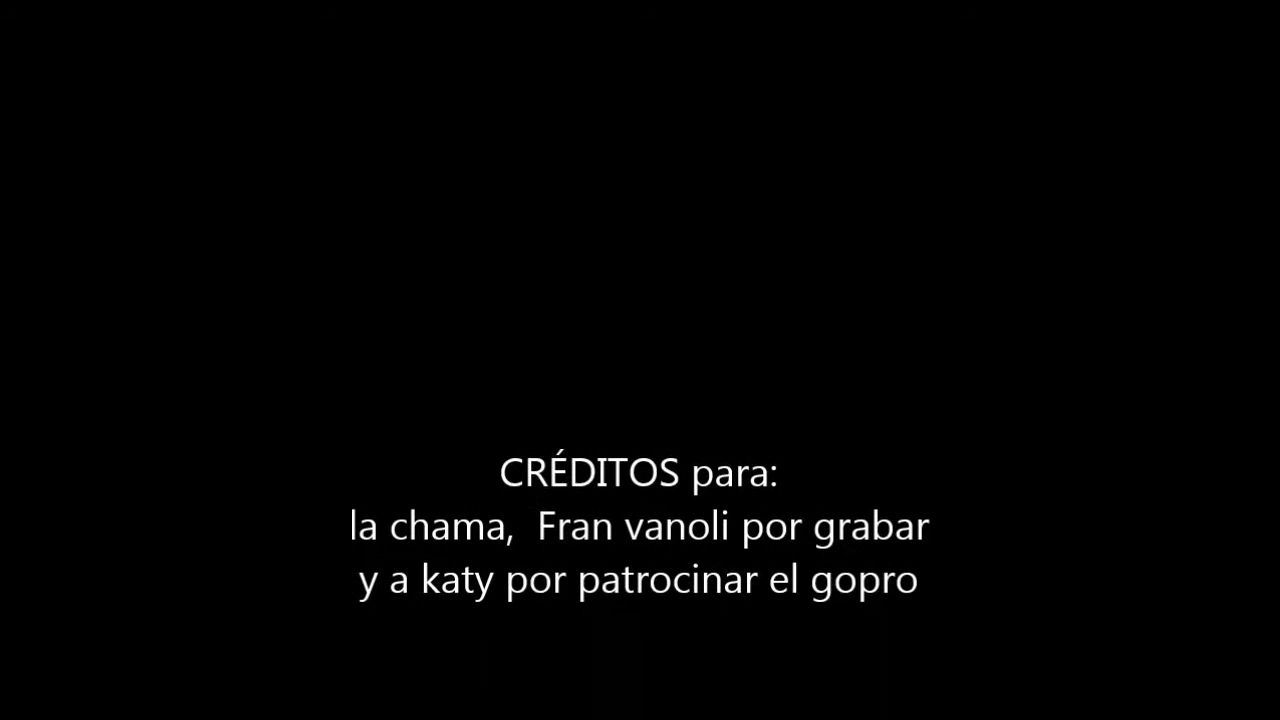 CRÉDITOS para:
la chama,  Fran vanoli por grabar
y a katy por patrocinar el gopro